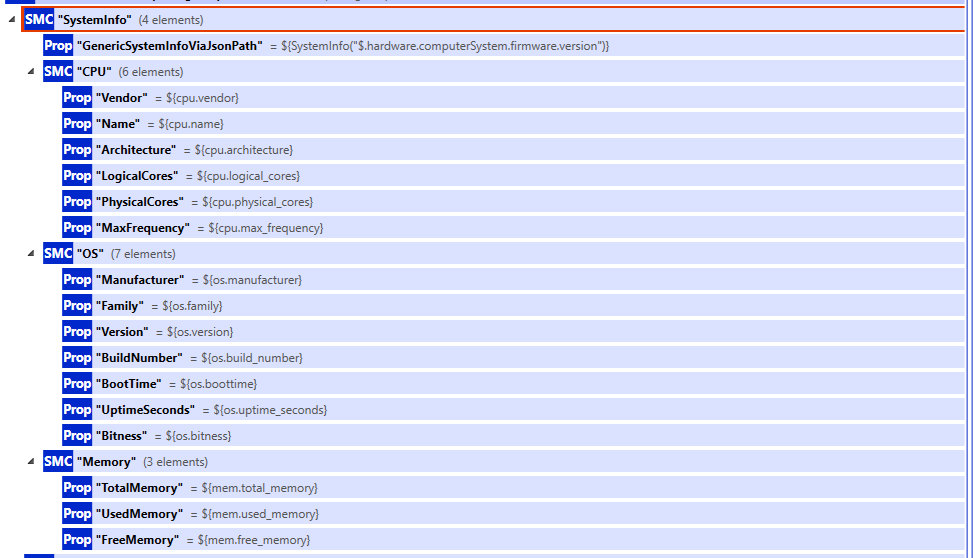 SMC "SystemInfo" (4 elements)
Prop "GenericSystemInfoViaJsonPath" = ${SystemInfo("$.hardware.computerSystem.firmware.version")}
SMC "CPU" (6 elements)
Prop "Vendor" = ${cpu.vendor}
Prop "Name" = ${cpu.name}
Prop "Architecture" = ${cpu.architecture}
Prop "LogicalCores" = ${cpu.logical_cores}
Prop "PhysicalCores" = ${cpu.physical_cores}
Prop "MaxFrequency" = ${cpu.max_frequency}
SMC "OS" (7 elements)
Prop "Manufacturer" = ${os.manufacturer}
Prop "Family" = ${os.family}
Prop "Version" = ${os.version}
Prop "BuildNumber" = ${os.build_number}
Prop "BootTime" = ${os.boottime}
Prop "UptimeSeconds" = ${os.uptime_seconds}
Prop "Bitness" = ${os.bitness}
SMC "Memory" (3 elements)
Prop "TotalMemory" = ${mem.total_memory}
Prop "UsedMemory" = ${mem.used_memory}
Prop "FreeMemory" = ${mem.free_memory}